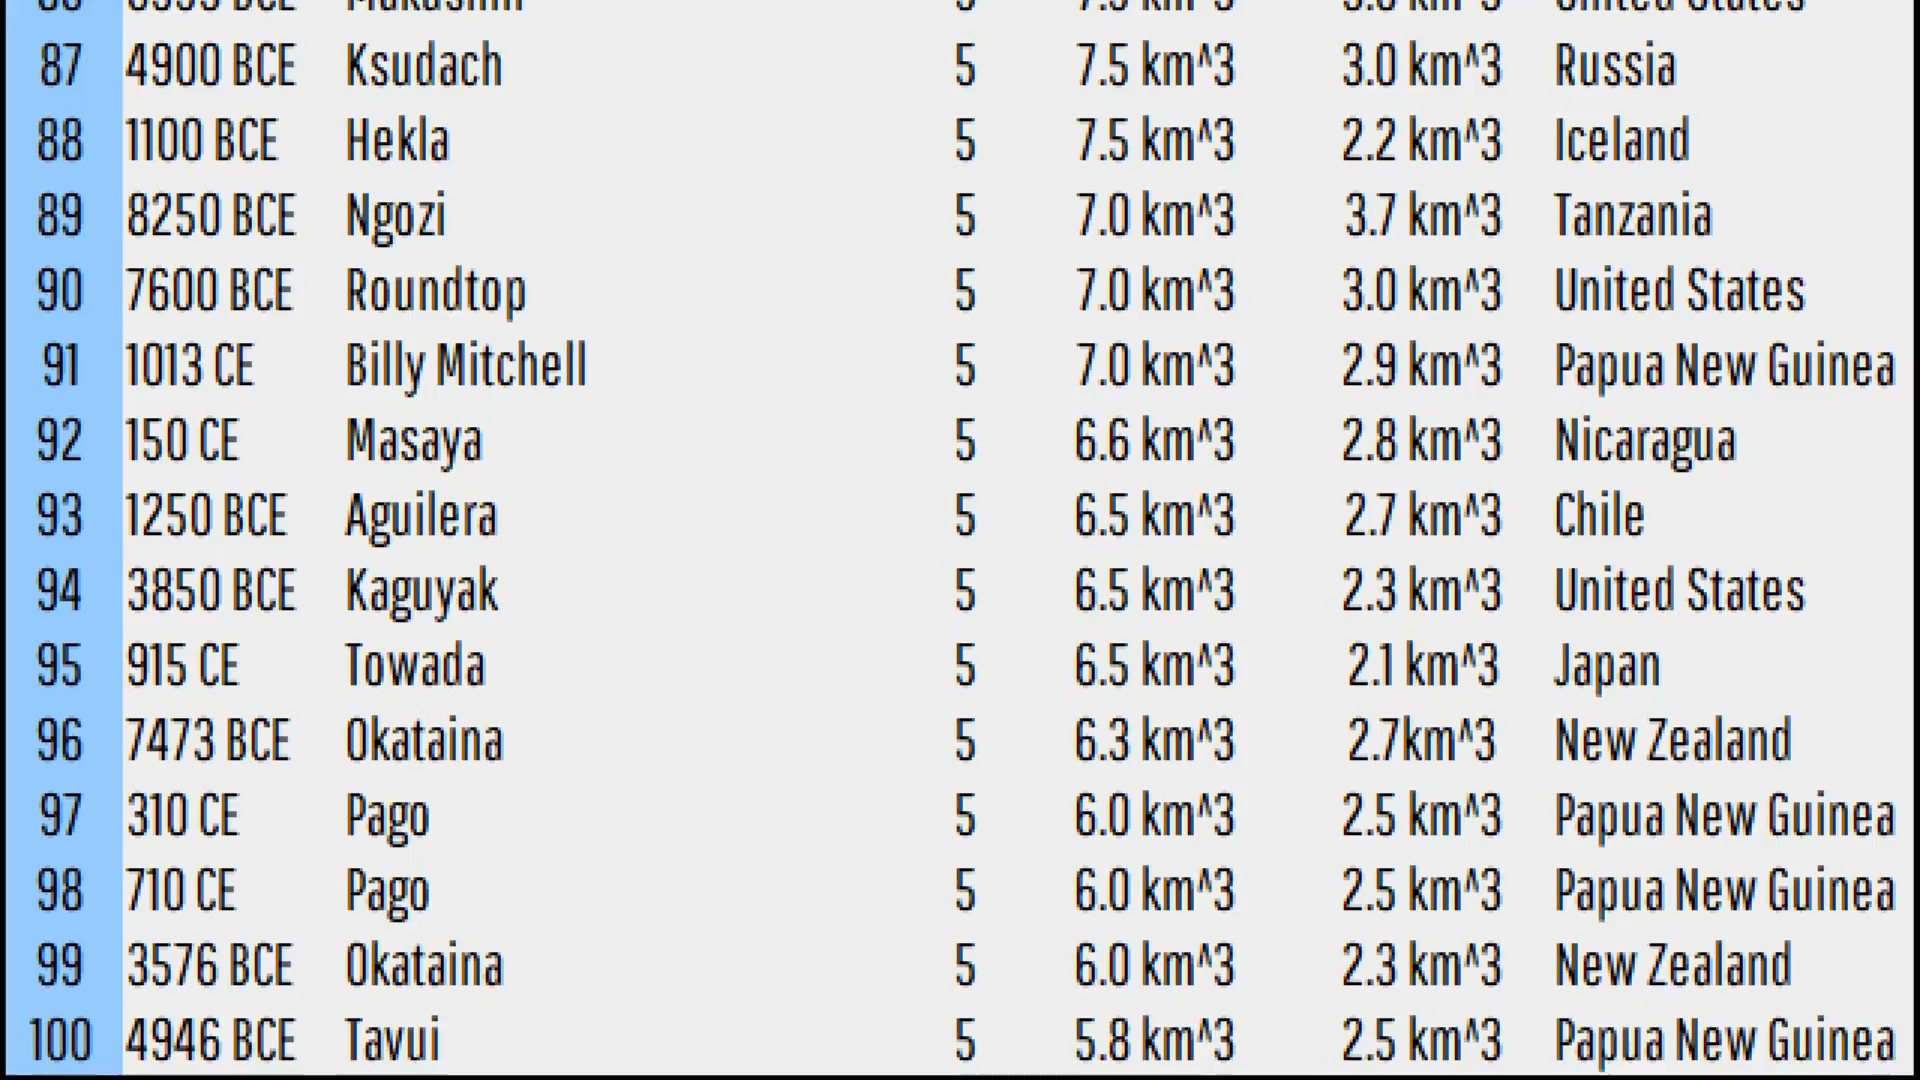 87 4900 BCE Ksudach 5 7.5 km^3 3.0 km^3 Russia
88 1100 BCE Hekla 5 7.5 km^3 2.2 km^3 Iceland
89 8250 BCE Ngozi 5 7.0 km^3 3.7 km^3 Tanzania
90 7600 BCE Roundtop 5 7.0 km^3 3.0 km^3 United States
91 1013 CE Billy Mitchell 5 7.0 km^3 2.9 km^3 Papua New Guinea
92 150 CE Masaya 5 6.6 km^3 2.8 km^3 Nicaragua
93 1250 BCE Aguilera 5 6.5 km^3 2.7 km^3 Chile
94 3850 BCE Kaguyak 5 6.5 km^3 2.3 km^3 United States
95 915 CE Towada 5 6.5 km^3 2.1 km^3 Japan
96 7473 BCE Okataina 5 6.3 km^3 2.7km^3 New Zealand
97 310 CE Pago 5 6.0 km^3 2.5 km^3 Papua New Guinea
98 710 CE Pago 5 6.0 km^3 2.5 km^3 Papua New Guinea
99 3576 BCE Okataina 5 6.0 km^3 2.3 km^3 New Zealand
100 4946 BCE Tavui 5 5.8 km^3 2.5 km^3 Papua New Guinea